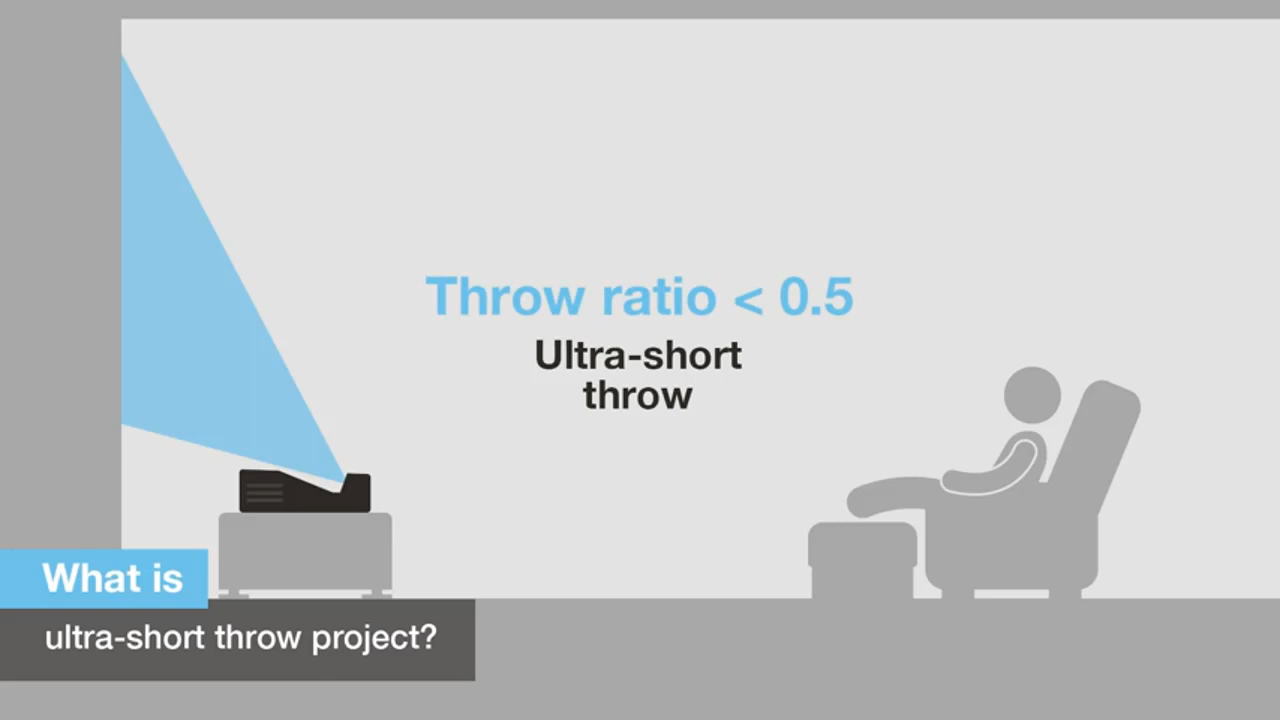 Throw ratio < 0.5
Ultra-short
throw
What is
ultra-short throw project?